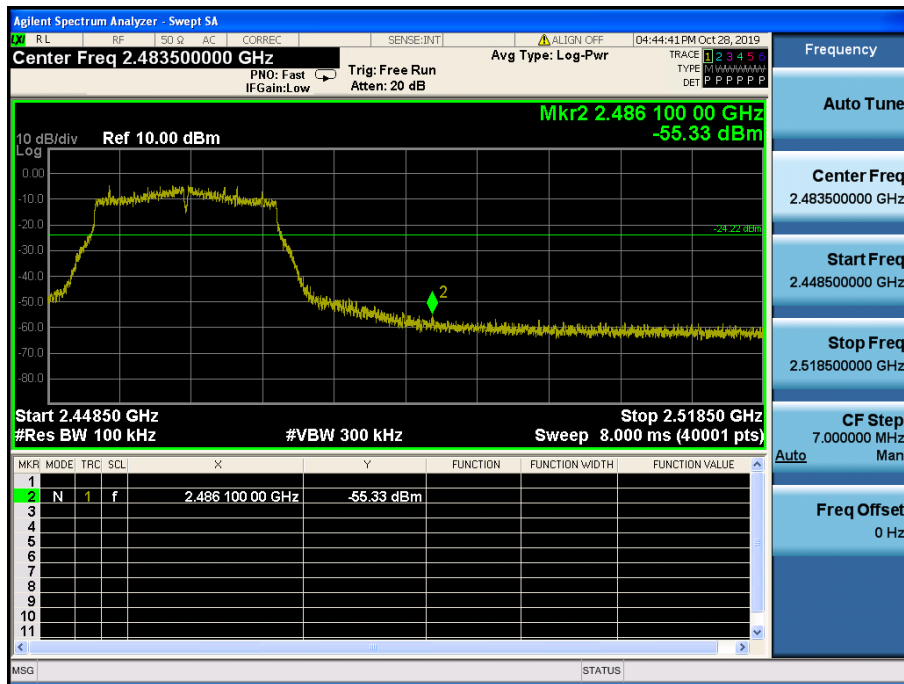 Agilent Spectrum Analyzer - Swept SA
LXI RL RF 50 Ω AC CORREC SENSE:INT ALIGN OFF 04:44:41 PM Oct 28, 2019
Center Freq 2.483500000 GHz
PNO: Fast
IFGain:Low
Trig: Free Run
Atten: 20 dB
Avg Type: Log-Pwr
TRACE 1 2 3 4 5 6
TYPE M WWWWW
DET P P P P P P
Mkr2 2.486 100 00 GHz
-55.33 dBm
10 dB/div Ref 10.00 dBm
Log
0.00
-10.0
-20.0
-24.22 dBm
-30.0
-40.0
-50.0
2
-60.0
-70.0
-80.0
Start 2.44850 GHz Stop 2.51850 GHz
#Res BW 100 kHz #VBW 300 kHz Sweep 8.000 ms (40001 pts)
MKR MODE TRC SCL X Y FUNCTION FUNCTION WIDTH FUNCTION VALUE
1
2 N 1 f 2.486 100 00 GHz -55.33 dBm
3
4
5
6
7
8
9
10
11
MSG STATUS
Frequency
Auto Tune
Center Freq
2.483500000 GHz
Start Freq
2.448500000 GHz
Stop Freq
2.518500000 GHz
CF Step
7.000000 MHz
Auto Man
Freq Offset
0 Hz